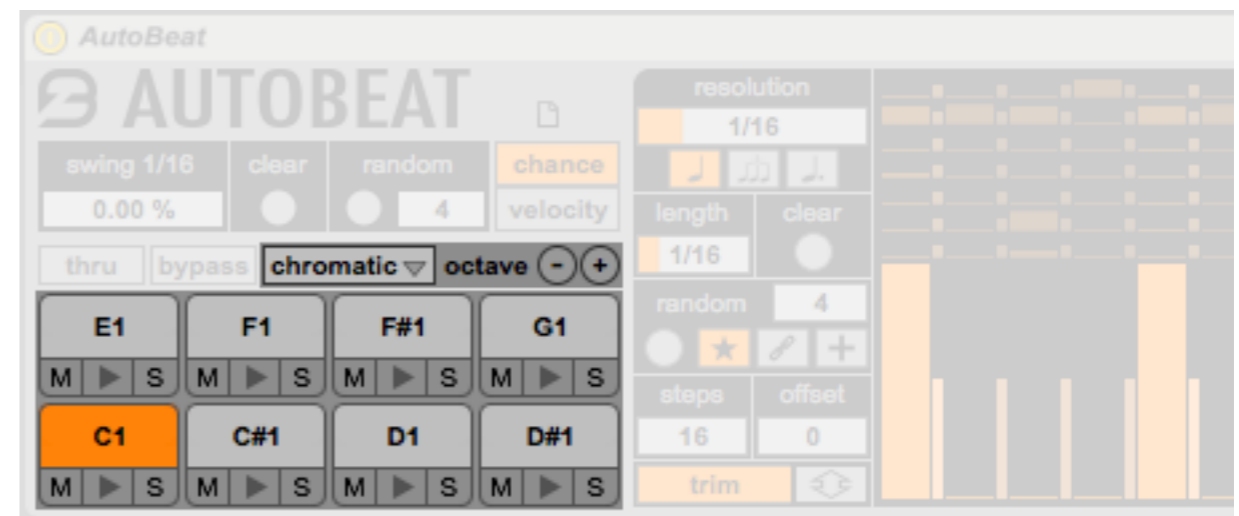 AutoBeat
AUTOBEAT
swing 1/16 clear random chance
0.00 % 4 velocity
thru bypass chromatic octave - +
E1 F1 F#1 G1
M S M S M S M S
C1 C#1 D1 D#1
M S M S M S M S
resolution
1/16
length clear
1/16
random 4
steps offset
16 0
trim